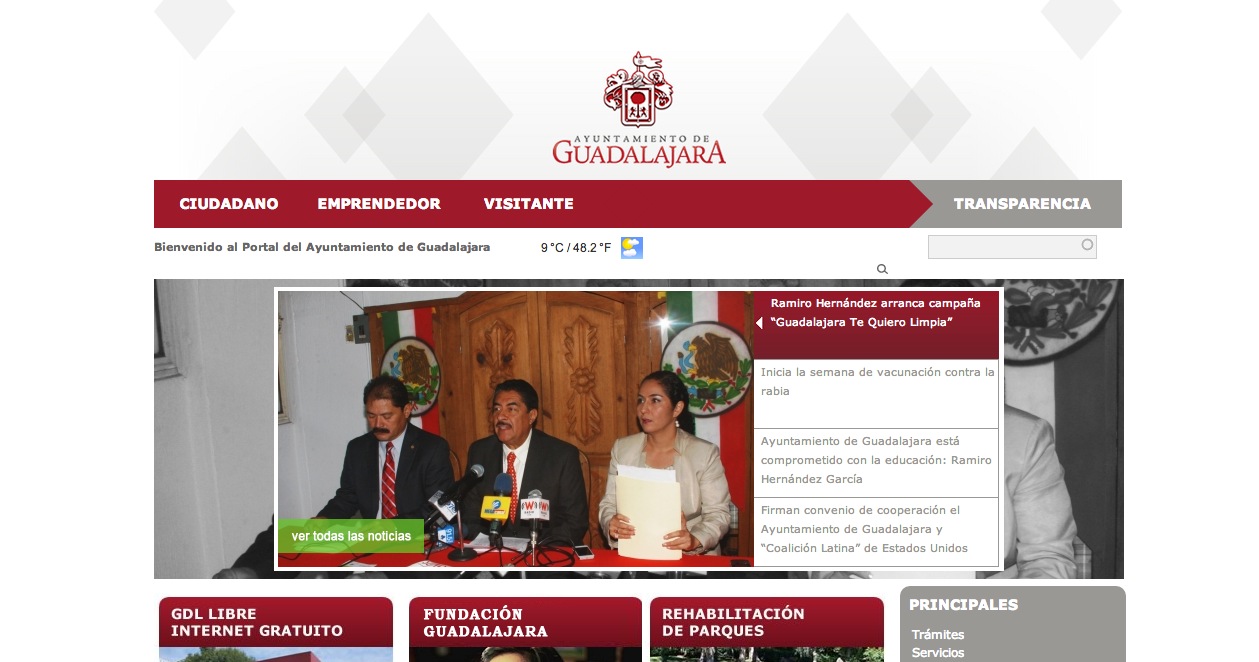 AYUNTAMIENTO DE
GUADALAJARA
CIUDADANO EMPRENDEDOR VISITANTE TRANSPARENCIA
Bienvenido al Portal del Ayuntamiento de Guadalajara 9°C / 48.2°F
Ramiro Hernández arranca campaña
“Guadalajara Te Quiero Limpia”
Inicia la semana de vacunación contra la
rabia
Ayuntamiento de Guadalajara está
comprometido con la educación: Ramiro
Hernández García
Firman convenio de cooperación el
Ayuntamiento de Guadalajara y
“Coalición Latina” de Estados Unidos
ver todas las noticias
GDL LIBRE
INTERNET GRATUITO
FUNDACIÓN
GUADALAJARA
REHABILITACIÓN
DE PARQUES
PRINCIPALES
Trámites
Servicios